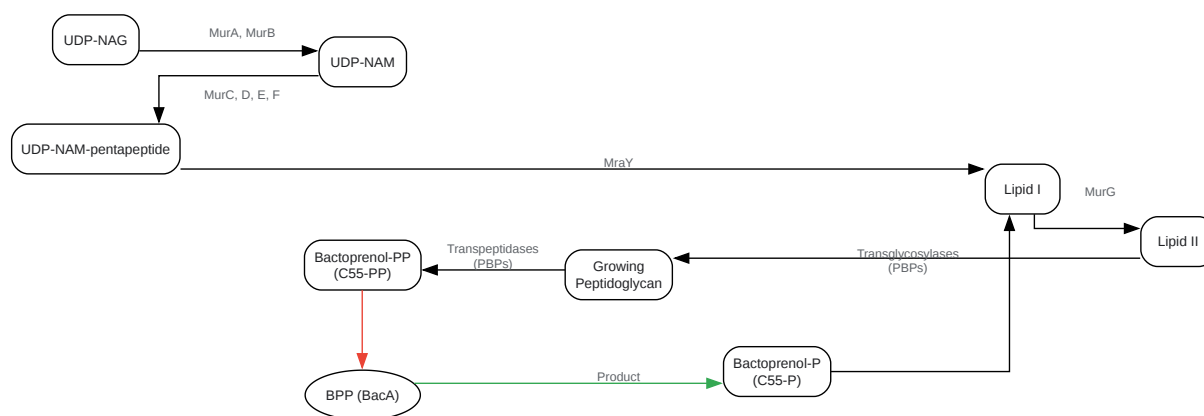 MurA, MurB
UDP-NAG
UDP-NAM
MurC, D, E, F
UDP-NAM-pentapeptide
MraY
Lipid I
MurG
Lipid II
Bactoprenol-PP
(C55-PP)
Transpeptidases
(PBPs)
Growing
Peptidoglycan
Transglycosylases
(PBPs)
BPP (BacA)
Product
Bactoprenol-P
(C55-P)